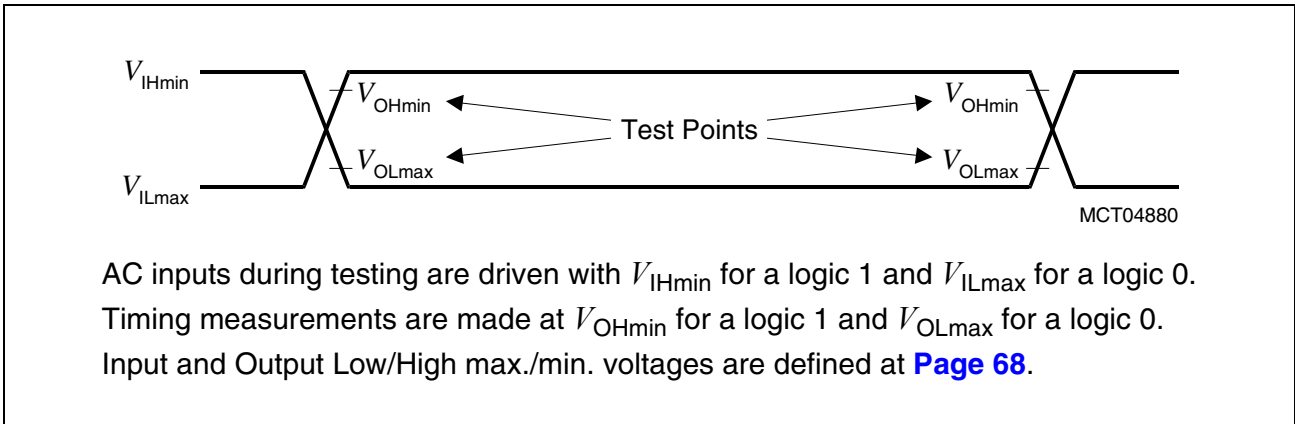 VIHmin
VOHmin
VOHmin
Test Points
VOLmax
VOLmax
VILmax
MCT04880
AC inputs during testing are driven with VIHmin for a logic 1 and VILmax for a logic 0.
Timing measurements are made at VOHmin for a logic 1 and VOLmax for a logic 0.
Input and Output Low/High max./min. voltages are defined at Page 68.